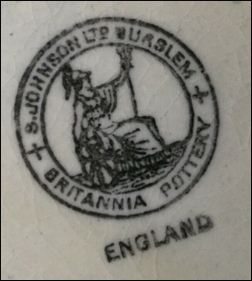 S. JOHNSON LTD BURSLEM
BRITANNIA POTTERY
ENGLAND